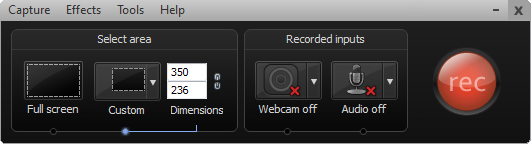 Capture Effects Tools Help
Select area
Recorded inputs
350
236
Full screen
Custom
Dimensions
Webcam off
Audio off
rec